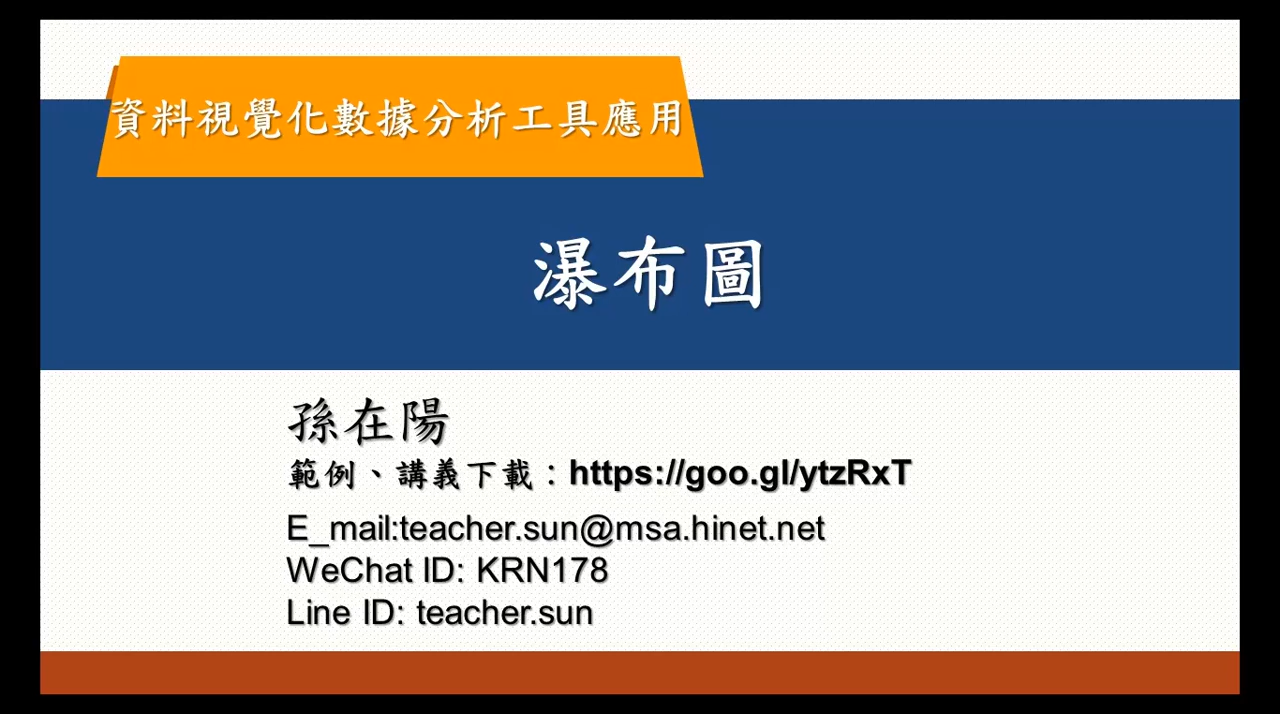 資料視覺化數據分析工具應用
瀑布圖
孫在陽
範例、講義下載：https://goo.gl/ytzRxT
E_mail:teacher.sun@msa.hinet.net
WeChat ID: KRN178
Line ID: teacher.sun